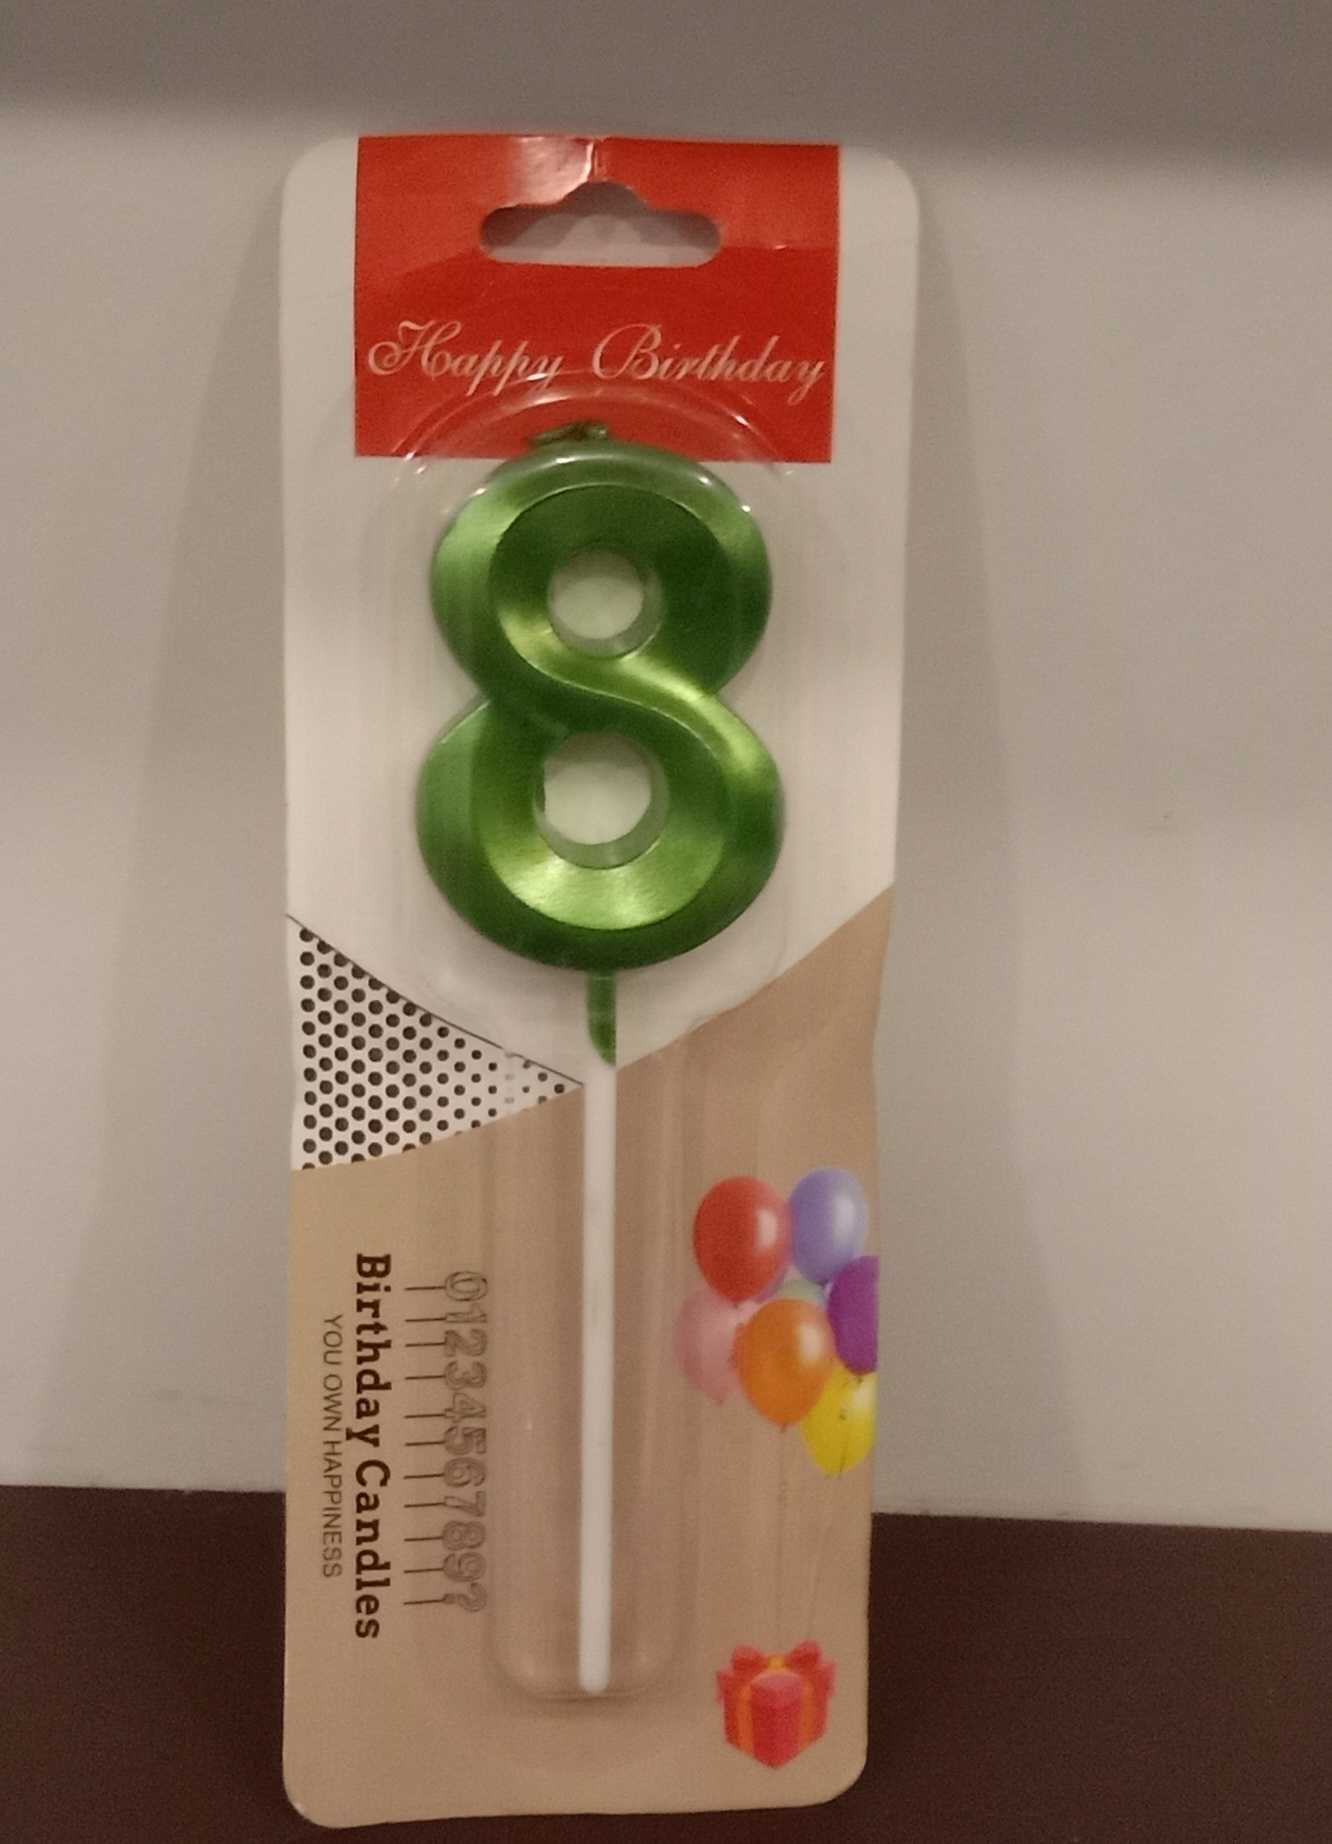 Happy Birthday
8
0123456789?
Birthday Candles
YOU OWN HAPPINESS